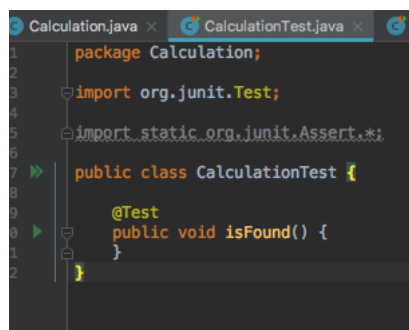 Calculation.java × CalculationTest.java ×
1 package Calculation;
2
3 import org.junit.Test;
4
5 import static org.junit.Assert.*;
6
7 public class CalculationTest {
8
9 @Test
0 public void isFound() {
1 }
2 }